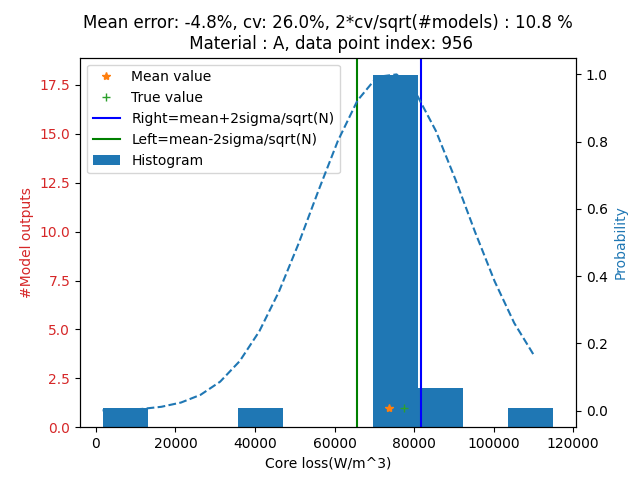 Mean error: -4.8%, cv: 26.0%, 2*cv/sqrt(#models) : 10.8 %
Material : A, data point index: 956
Mean value
True value
Right=mean+2sigma/sqrt(N)
Left=mean-2sigma/sqrt(N)
Histogram
#Model outputs
17.5
15.0
12.5
10.0
7.5
5.0
2.5
0.0
Probability
1.0
0.8
0.6
0.4
0.2
0.0
0 20000 40000 60000 80000 100000 120000
Core loss(W/m^3)